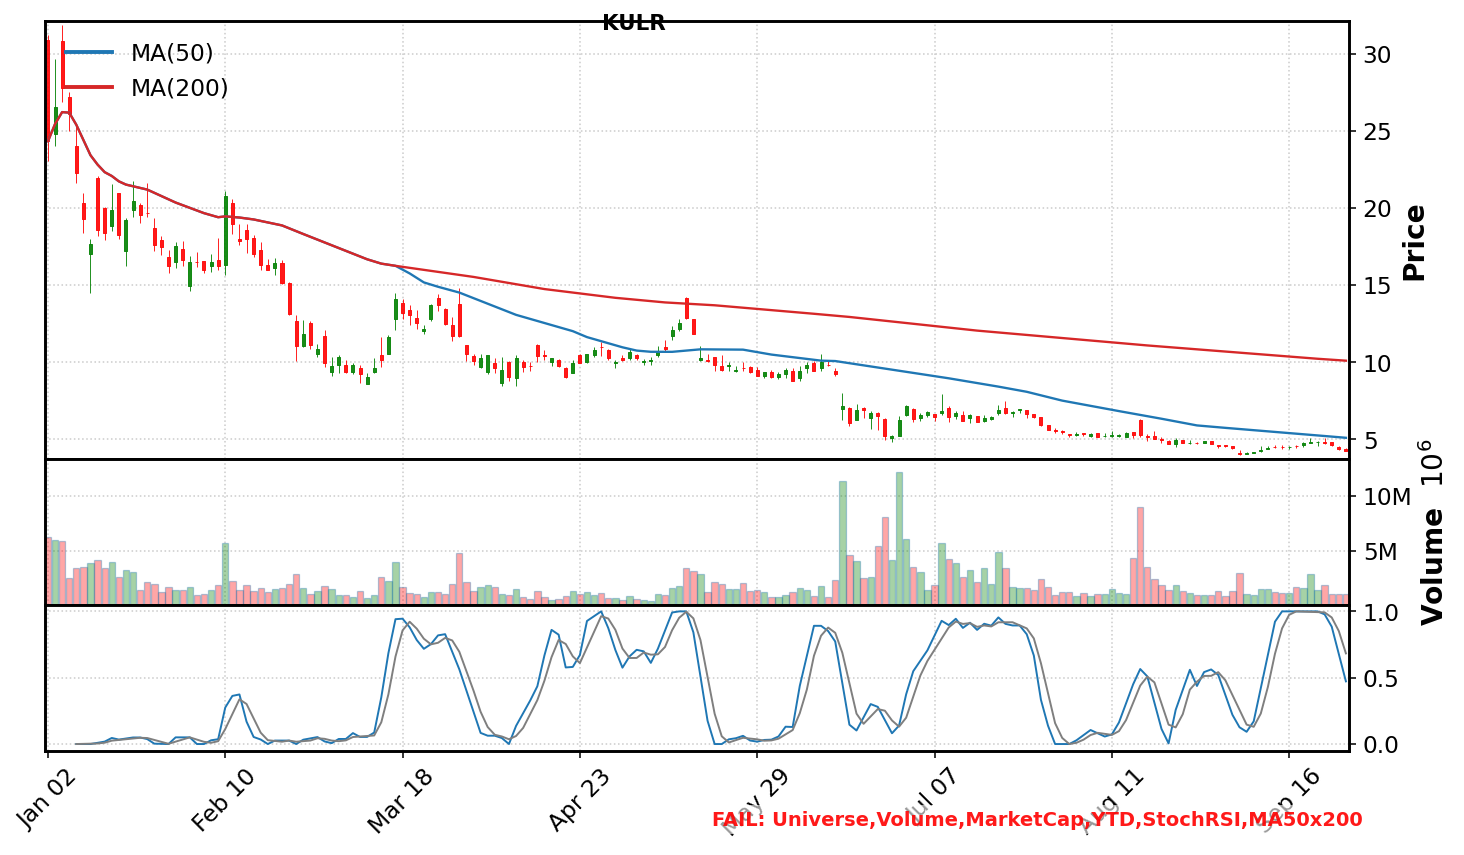 KULR
MA(50)
MA(200)
30
25
20
15
10
5
Price
10M
5M
Volume 10⁶
1.0
0.5
0.0
Jan 02
Feb 10
Mar 18
Apr 23
May 29
Jul 07
Aug 11
Sep 16
FAIL: Universe,Volume,MarketCap,YTD,StochRSI,MA50x200